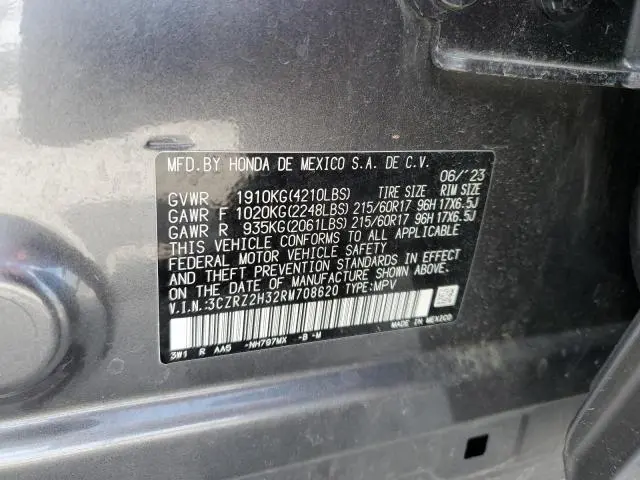 MFD.BY HONDA DE MEXICO S.A. DE C.V.
06/'23
GVWR 1910KG(4210LBS) TIRE SIZE RIM SIZE
GAWR F 1020KG(2248LBS) 215/60R17 96H 17X6.5J
GAWR R 935KG(2061LBS) 215/60R17 96H 17X6.5J
THIS VEHICLE CONFORMS TO ALL APPLICABLE
FEDERAL MOTOR VEHICLE SAFETY
AND THEFT PREVENTION STANDARDS IN EFFECT
ON THE DATE OF MANUFACTURE SHOWN ABOVE.
V.I.N.:3CZRZ2H32RM708620 TYPE:MPV
MADE IN MEXICO
3W1 R AA5 -NH797MX -B -M